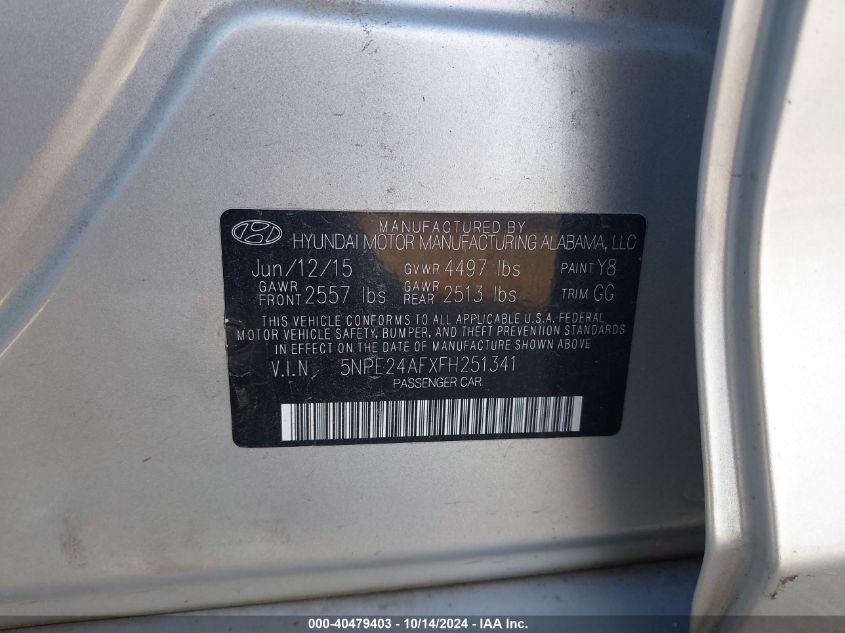 MANUFACTURED BY
HYUNDAI MOTOR MANUFACTURING ALABAMA, LLC
Jun/12/15 GVWR 4497 lbs PAINT Y8
GAWR FRONT 2557 lbs GAWR REAR 2513 lbs TRIM GG
THIS VEHICLE CONFORMS TO ALL APPLICABLE U.S.A. FEDERAL
MOTOR VEHICLE SAFETY, BUMPER, AND THEFT PREVENTION STANDARDS
IN EFFECT ON THE DATE OF MANUFACTURE SHOWN ABOVE
V.I.N 5NPE24AFXFH251341
PASSENGER CAR
000-40479403 - 10/14/2024 - IAA Inc.